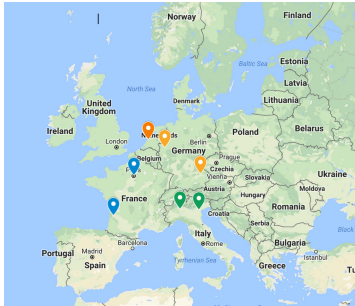 Norway
Finland
Baltic Sea
Estonia
Latvia
North Sea
Denmark
Lithuania
United
Kingdom
Ireland
London
Berlin
Poland
Belarus
Belgium
Germany
Prague
Czechia
Ukraine
Vienna
Slovakia
France
Austria
Hungary
Moldova
Croatia
Romania
Serbia
Italy
Bulgaria
Black
Barcelona
Rome
Portugal
Madrid
Spain
Tyrrhenian Sea
Greece
Istanbul